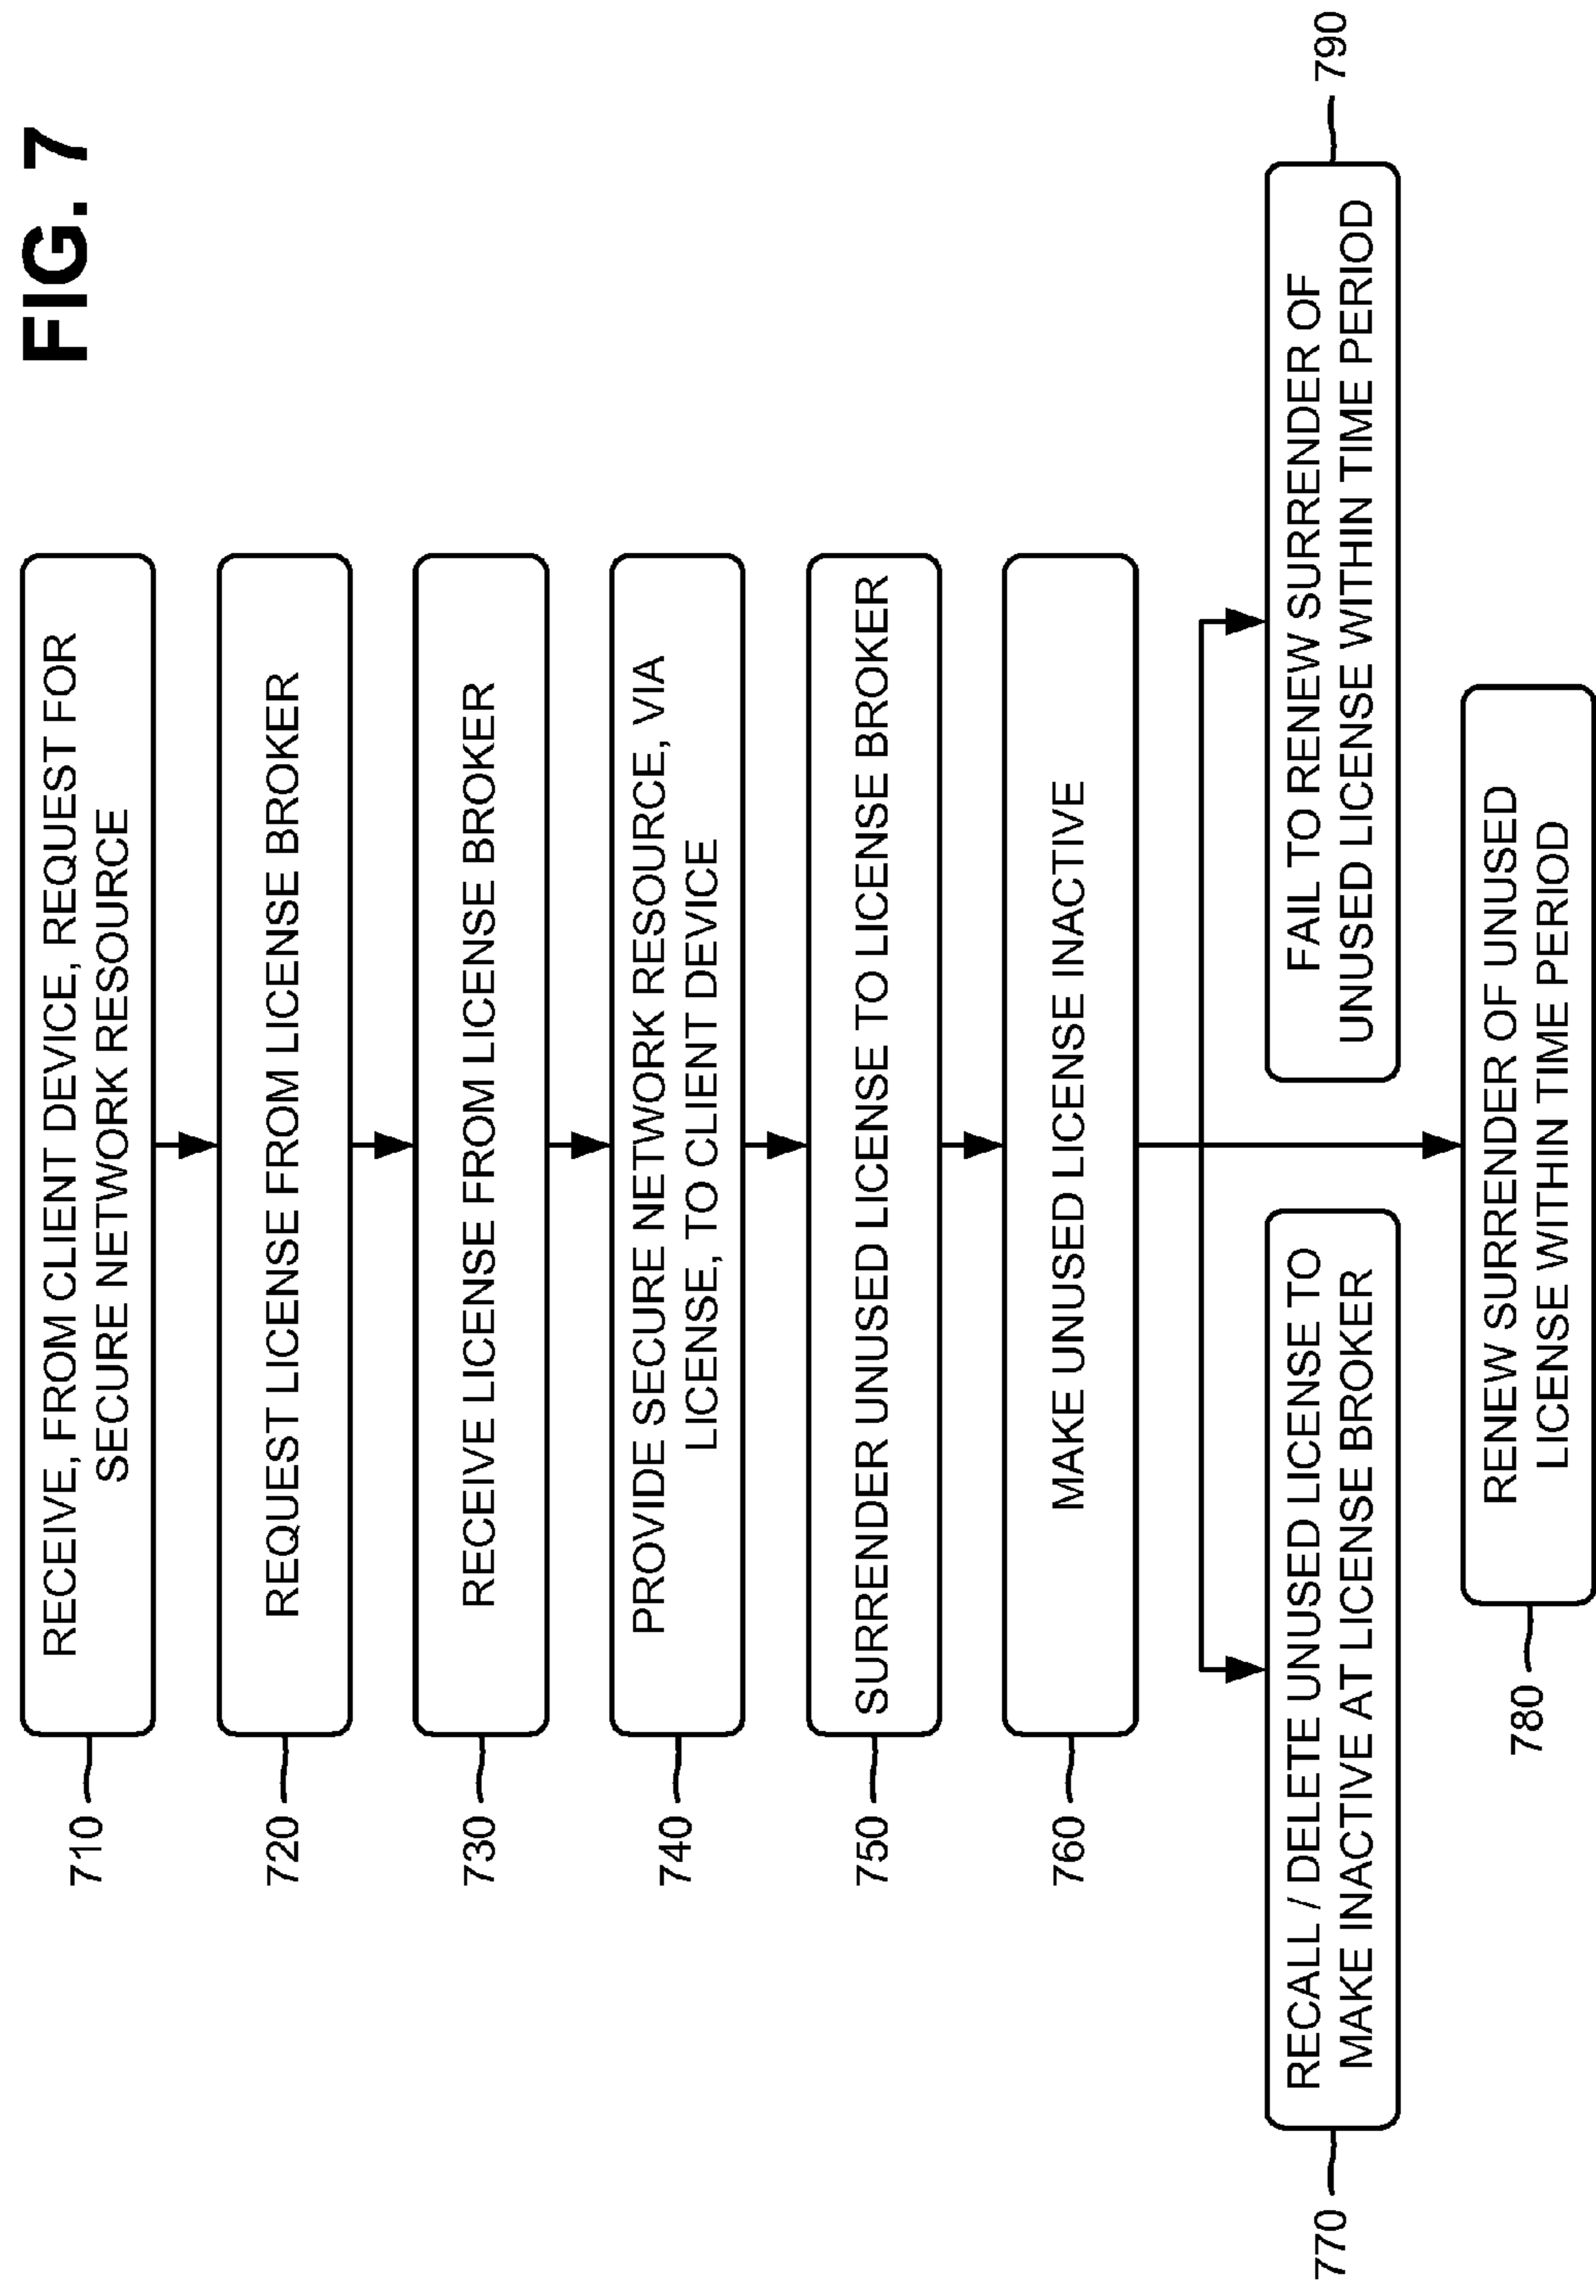 FIG. 7
710
RECEIVE, FROM CLIENT DEVICE, REQUEST FOR
SECURE NETWORK RESOURCE
720
REQUEST LICENSE FROM LICENSE BROKER
730
RECEIVE LICENSE FROM LICENSE BROKER
740
PROVIDE SECURE NETWORK RESOURCE, VIA
LICENSE, TO CLIENT DEVICE
750
SURRENDER UNUSED LICENSE TO LICENSE BROKER
760
MAKE UNUSED LICENSE INACTIVE
770
RECALL / DELETE UNUSED LICENSE TO
MAKE INACTIVE AT LICENSE BROKER
FAIL TO RENEW SURRENDER OF
UNUSED LICENSE WITHIN TIME PERIOD
790
780
RENEW SURRENDER OF UNUSED
LICENSE WITHIN TIME PERIOD